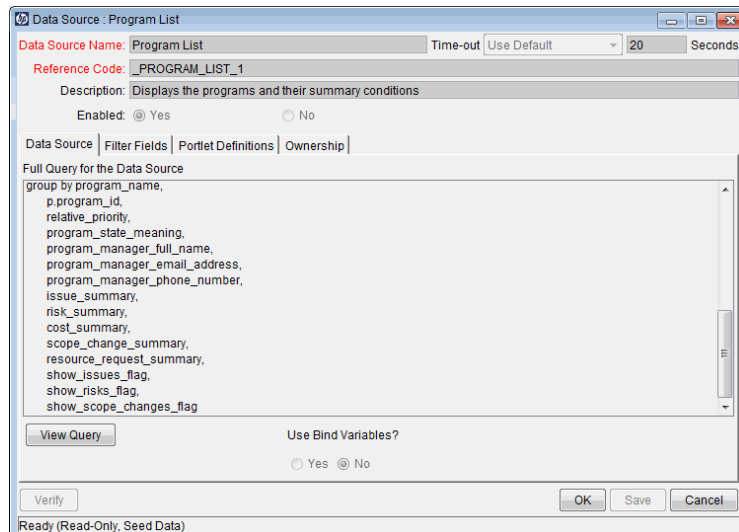 Data Source : Program List
Data Source Name: Program List Time-out Use Default 20 Seconds
Reference Code: _PROGRAM_LIST_1
Description: Displays the programs and their summary conditions
Enabled: Yes No
Data Source Filter Fields Portlet Definitions Ownership
Full Query for the Data Source
group by program_name,
p.program_id,
relative_priority,
program_state_meaning,
program_manager_full_name,
program_manager_email_address,
program_manager_phone_number,
issue_summary,
risk_summary,
cost_summary,
scope_change_summary,
resource_request_summary,
show_issues_flag,
show_risks_flag,
show_scope_changes_flag
View Query Use Bind Variables?
Yes No
Verify OK Save Cancel
Ready (Read-Only, Seed Data)